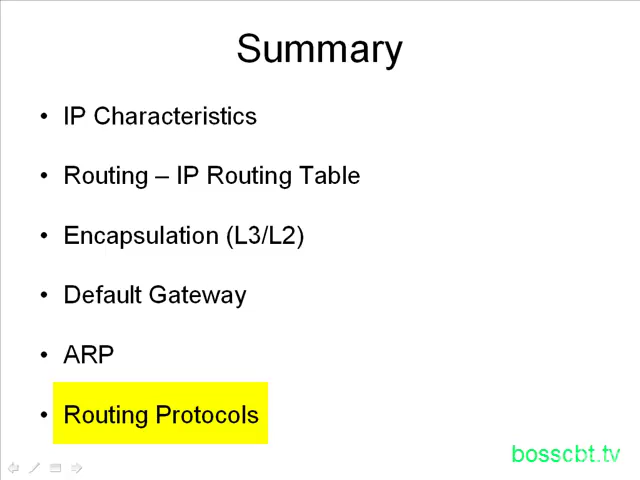 Summary
• IP Characteristics
• Routing – IP Routing Table
• Encapsulation (L3/L2)
• Default Gateway
• ARP
• Routing Protocols
bosscbt.tv